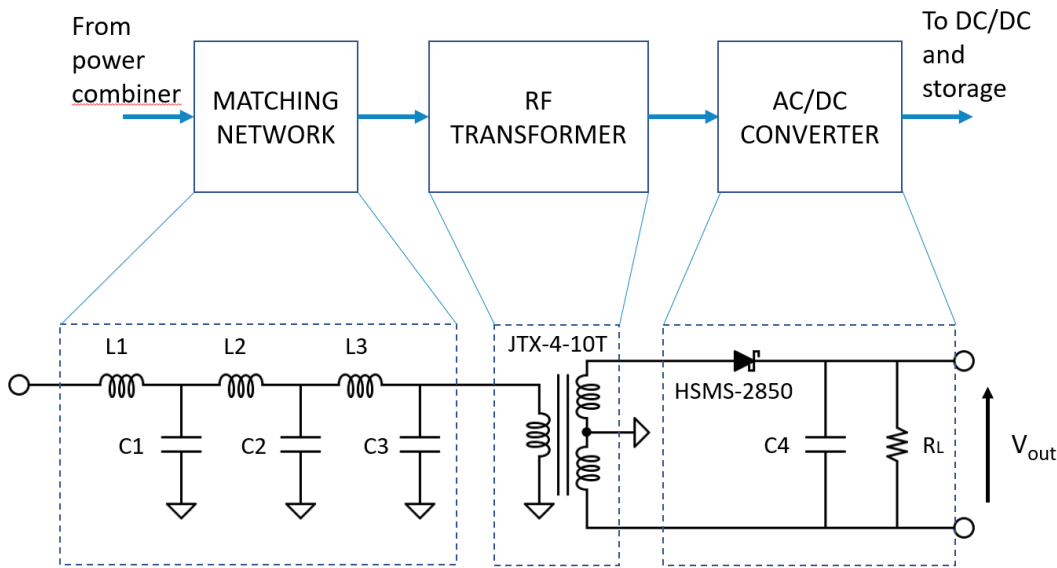 From
power
combiner
MATCHING
NETWORK
RF
TRANSFORMER
AC/DC
CONVERTER
To DC/DC
and
storage
L1
L2
L3
JTX-4-10T
HSMS-2850
C1
C2
C3
C4
RL
Vout